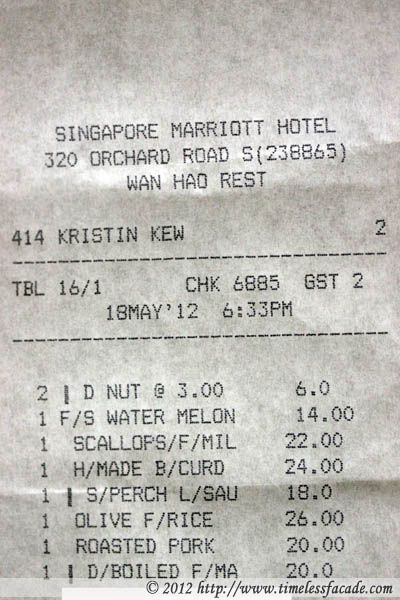 SINGAPORE MARRIOTT HOTEL
320 ORCHARD ROAD S(238865)
WAN HAO REST
414 KRISTIN KEW 2
TBL 16/1 CHK 6885 GST 2
18MAY'12 6:33PM
2 | D NUT @ 3.00 6.0
1 F/S WATER MELON 14.00
1 SCALLOPS/F/MIL 22.00
1 H/MADE B/CURD 24.00
1 | S/PERCH L/SAU 18.0
1 OLIVE F/RICE 26.00
1 ROASTED PORK 20.00
1 | D/BOILED F/MA 20.0
© 2012 http://www.timelessfacade.com